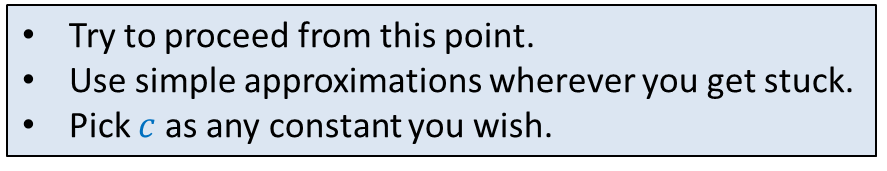 • Try to proceed from this point.
• Use simple approximations wherever you get stuck.
• Pick c as any constant you wish.